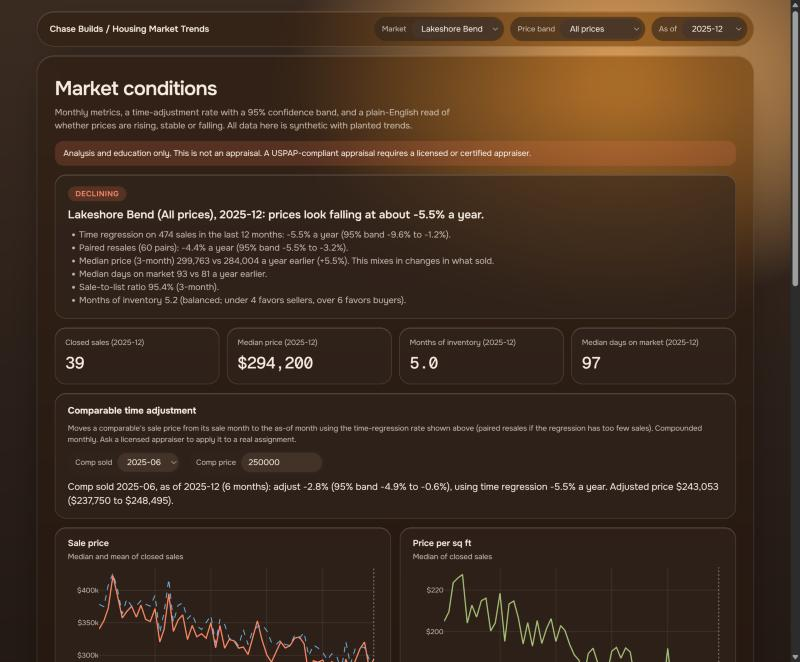 Chase Builds / Housing Market Trends
Market Lakeshore Bend Price band All prices As of 2025-12
Market conditions
Monthly metrics, a time-adjustment rate with a 95% confidence band, and a plain-English read of
whether prices are rising, stable or falling. All data here is synthetic with planted trends.
Analysis and education only. This is not an appraisal. A USPAP-compliant appraisal requires a licensed or certified appraiser.
DECLINING
Lakeshore Bend (All prices), 2025-12: prices look falling at about -5.5% a year.
• Time regression on 474 sales in the last 12 months: -5.5% a year (95% band -9.6% to -1.2%).
• Paired resales (60 pairs): -4.4% a year (95% band -5.5% to -3.2%).
• Median price (3-month) 299,763 vs 284,004 a year earlier (+5.5%). This mixes in changes in what sold.
• Median days on market 93 vs 81 a year earlier.
• Sale-to-list ratio 95.4% (3-month).
• Months of inventory 5.2 (balanced; under 4 favors sellers, over 6 favors buyers).
Closed sales (2025-12)
39
Median price (2025-12)
$294,200
Months of inventory (2025-12)
5.0
Median days on market (2025-12)
97
Comparable time adjustment
Moves a comparable's sale price from its sale month to the as-of month using the time-regression rate shown above (paired resales if the regression has too few sales). Compounded
monthly. Ask a licensed appraiser to apply it to a real assignment.
Comp sold 2025-06 Comp price 250000
Comp sold 2025-06, as of 2025-12 (6 months): adjust -2.8% (95% band -4.9% to -0.6%), using time regression -5.5% a year. Adjusted price $243,053
($237,750 to $248,495).
Sale price
Median and mean of closed sales
$400k
$350k
$300k
Price per sq ft
Median of closed sales
$220
$200